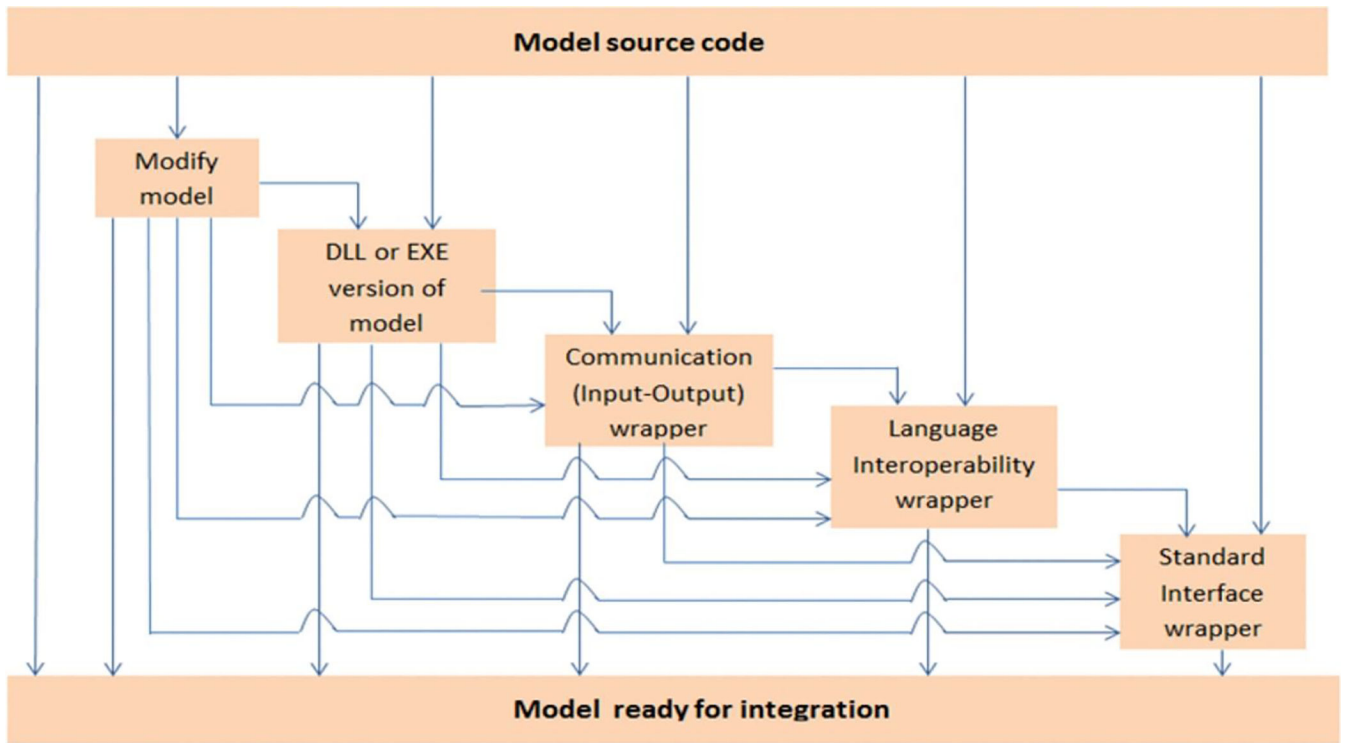 Model source code
Modify
model
DLL or EXE
version of
model
Communication
(Input-Output)
wrapper
Language
Interoperability
wrapper
Standard
Interface
wrapper
Model ready for integration